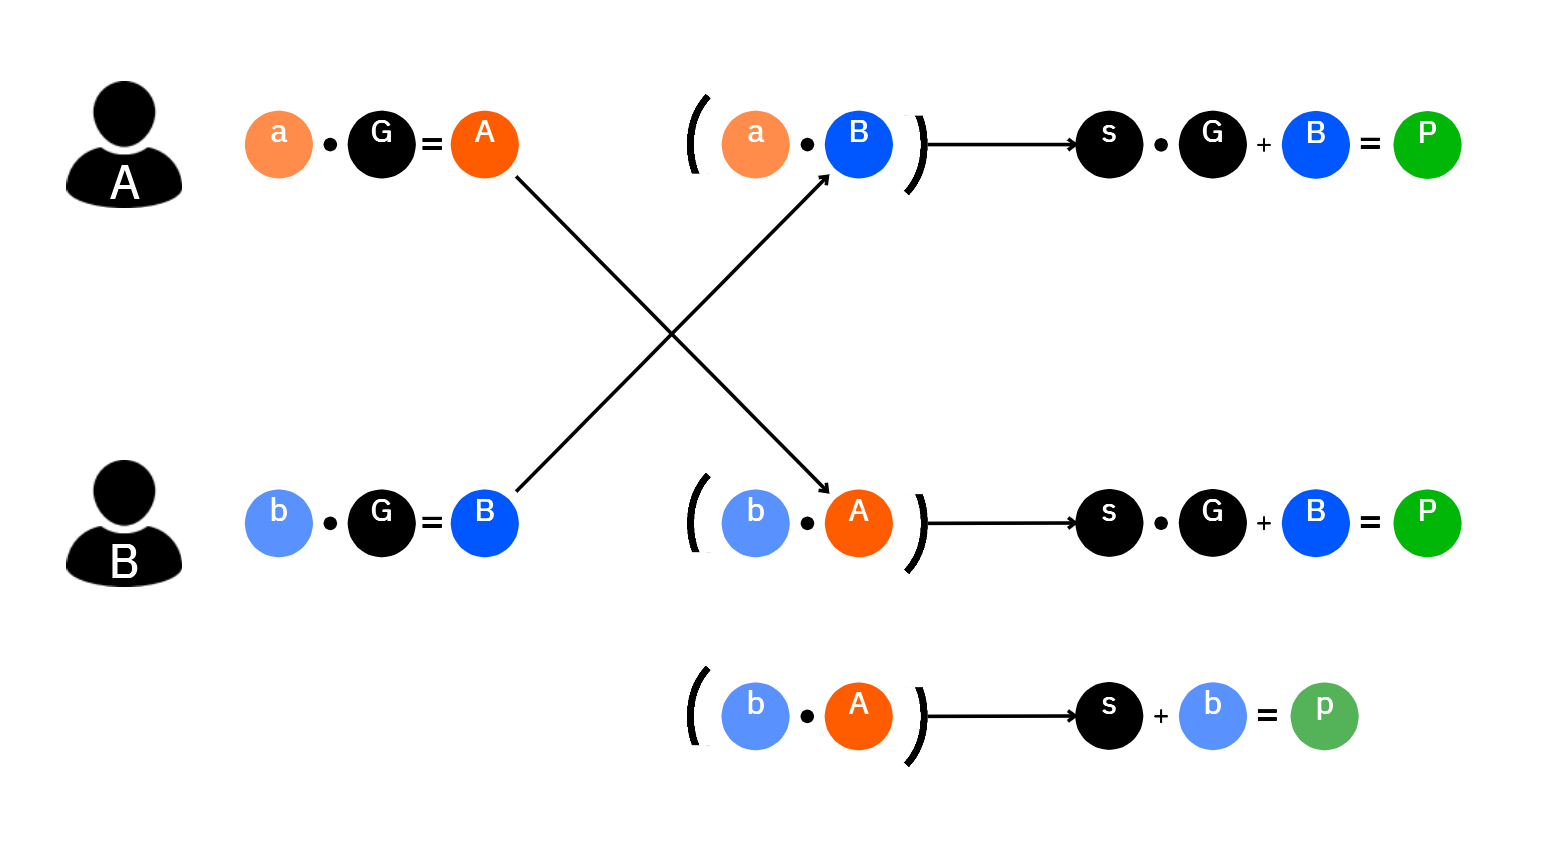 A a • G = A ( a • B ) s • G + B = P
B b • G = B ( b • A ) s • G + B = P
( b • A ) s + b = p